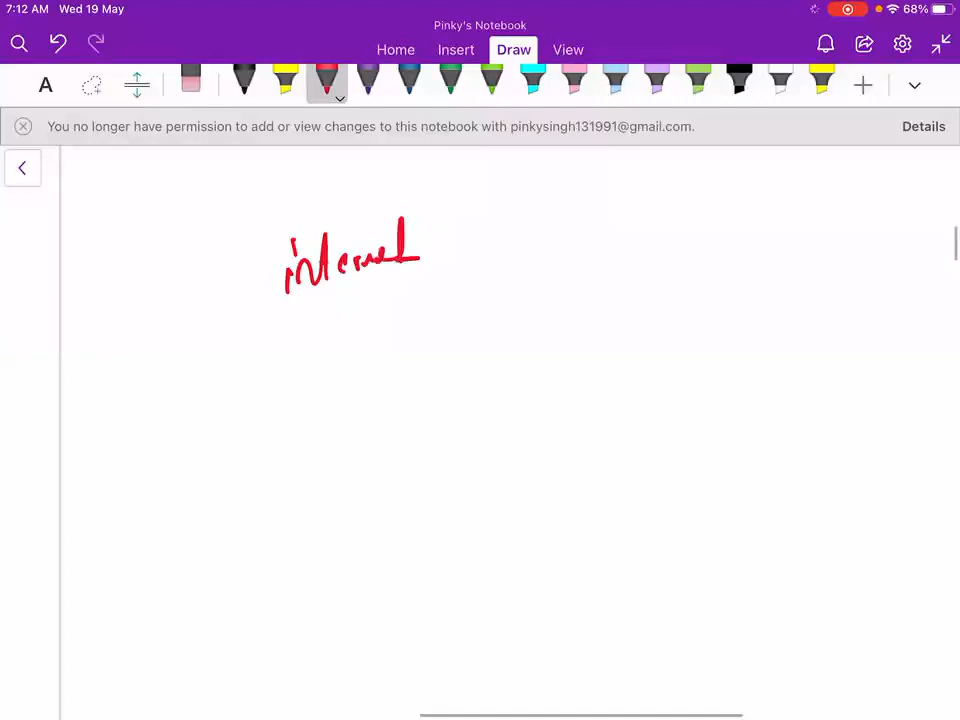 7:12 AM Wed 19 May 68%
Pinky's Notebook
Home Insert Draw View
A
You no longer have permission to add or view changes to this notebook with pinkysingh131991@gmail.com. Details
internet